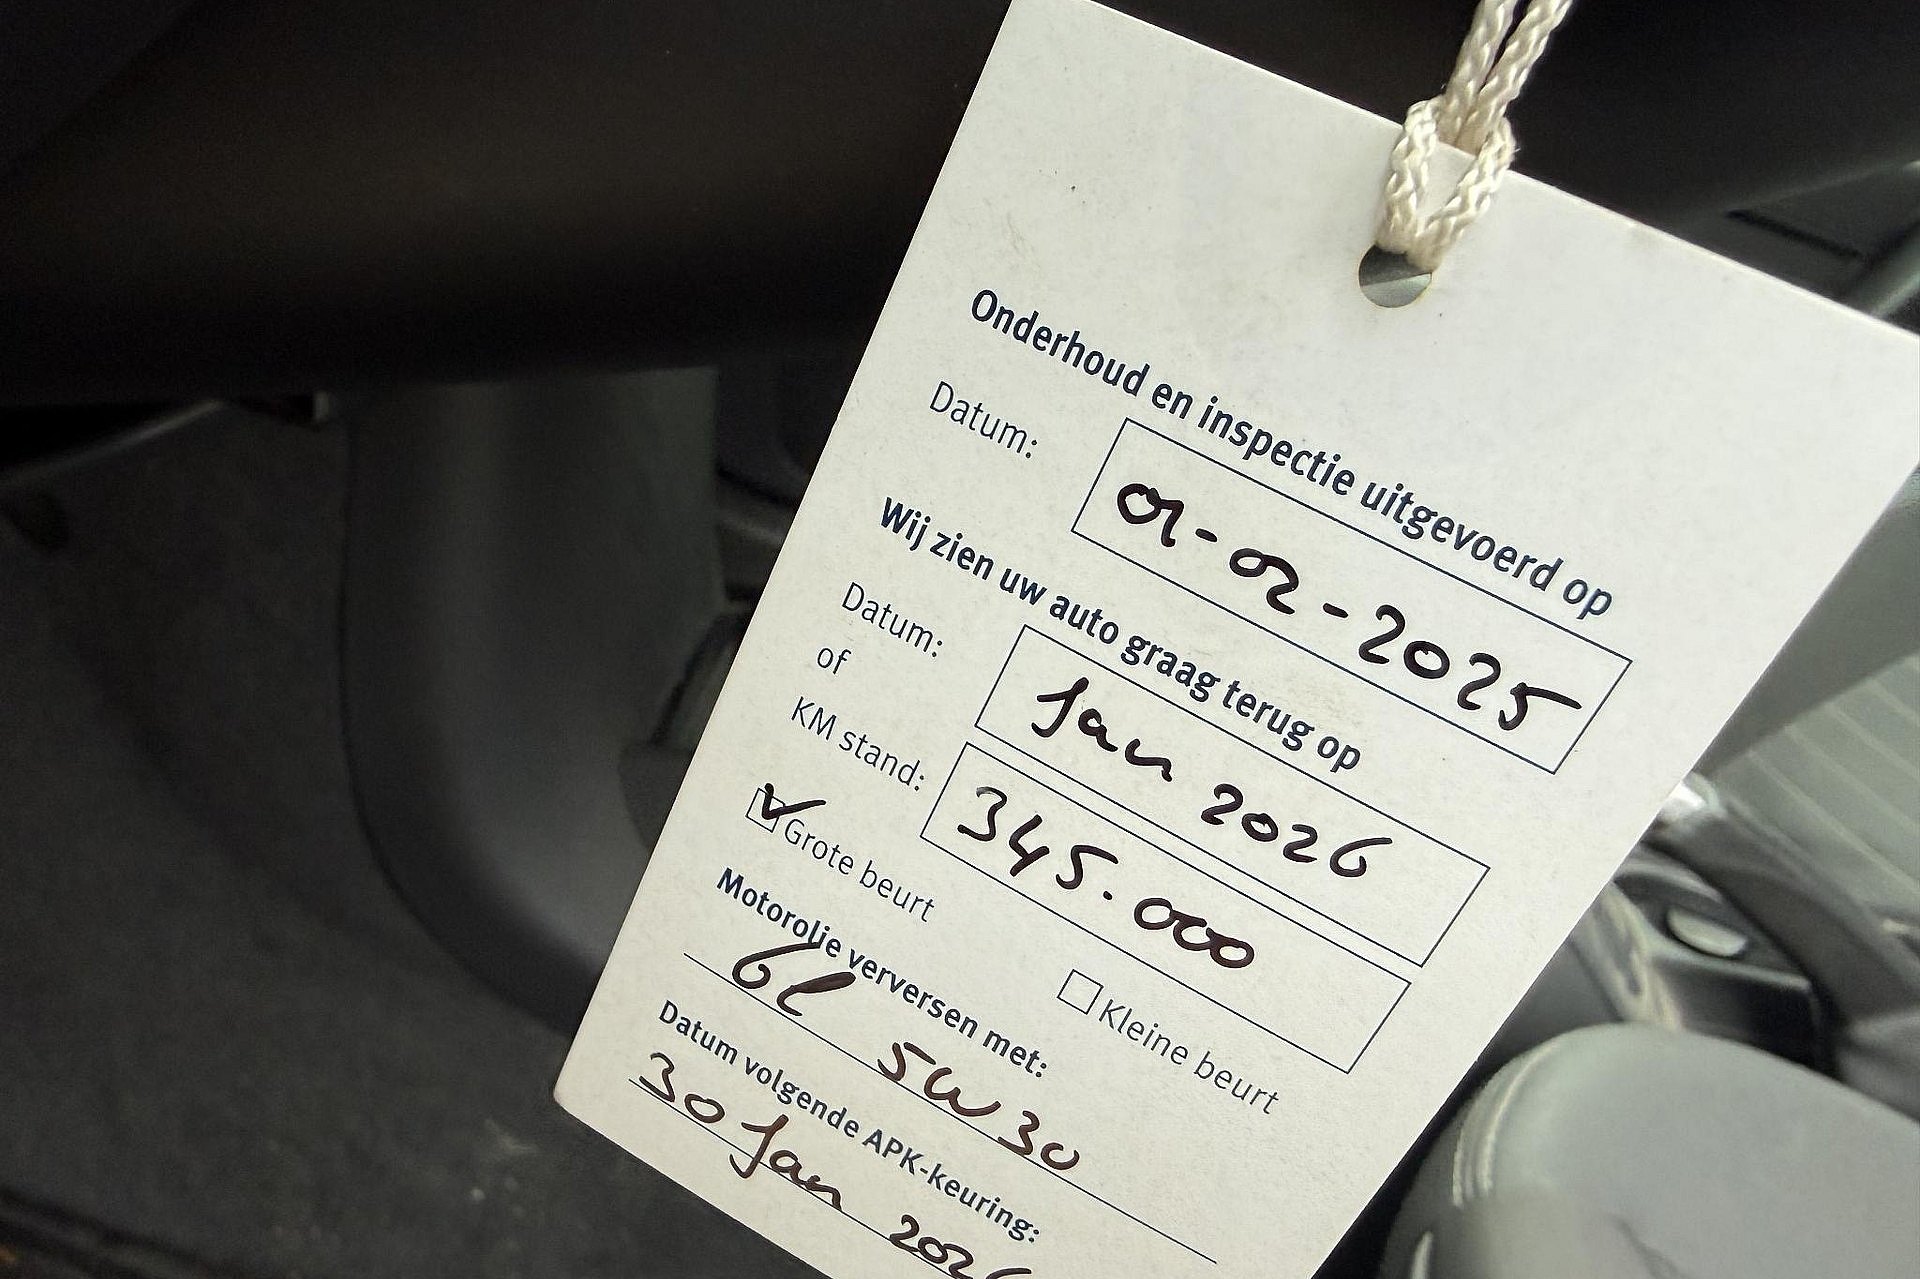 Onderhoud en inspectie uitgevoerd op
Datum: 01-02-2025
Wij zien uw auto graag terug op
Datum: Jan 2026
of
KM stand: 345.000
Grote beurt Kleine beurt
Motorolie verversen met:
6l 5W30
Datum volgende APK-keuring:
30 Jan 2026